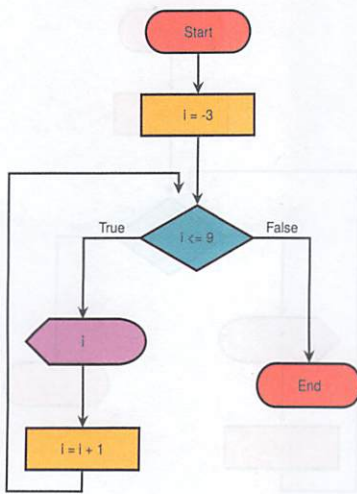 Start
i = -3
i <= 9
True
False
i
End
i = i + 1